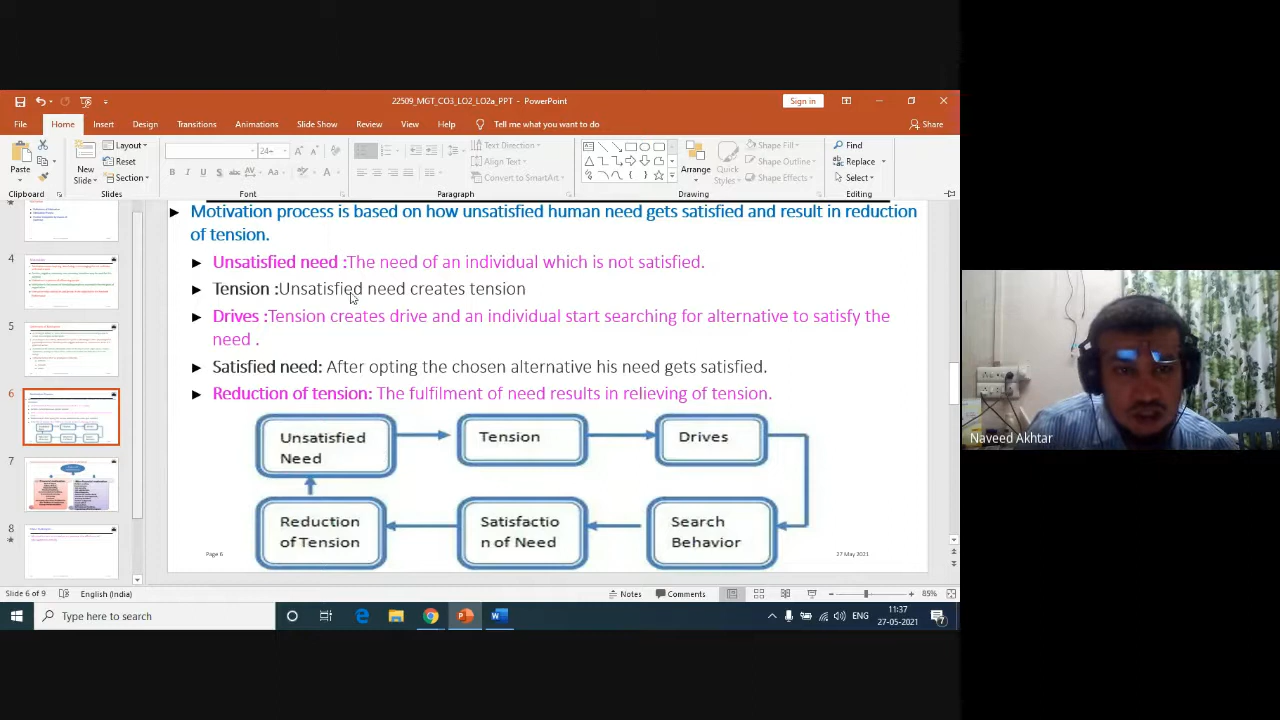 22509_MGT_CO3_LO2_LO2a_PPT - PowerPoint
Sign in
File Home Insert Design Transitions Animations Slide Show Review View Help Tell me what you want to do Share
Paste
Clipboard
New
Slide
Layout
Reset
Section
Slides
24+
Font
Text Direction
Align Text
Convert to SmartArt
Paragraph
Arrange
Quick
Styles
Shape Fill
Shape Outline
Shape Effects
Drawing
Find
Replace
Select
Editing
Motivation process is based on how unsatisfied human need gets satisfied and result in reduction
of tension.
Unsatisfied need :The need of an individual which is not satisfied.
Tension :Unsatisfied need creates tension
Drives :Tension creates drive and an individual start searching for alternative to satisfy the
need .
Satisfied need: After opting the chosen alternative his need gets satisfied.
Reduction of tension: The fulfilment of need results in relieving of tension.
Unsatisfied
Need
Tension
Drives
Reduction
of Tension
Satisfactio
n of Need
Search
Behavior
Page 6
27 May 2021
4
5
6
7
8
Naveed Akhtar
Slide 6 of 9 English (India) Notes Comments 85%
Type here to search
ENG
11:37
27-05-2021
7